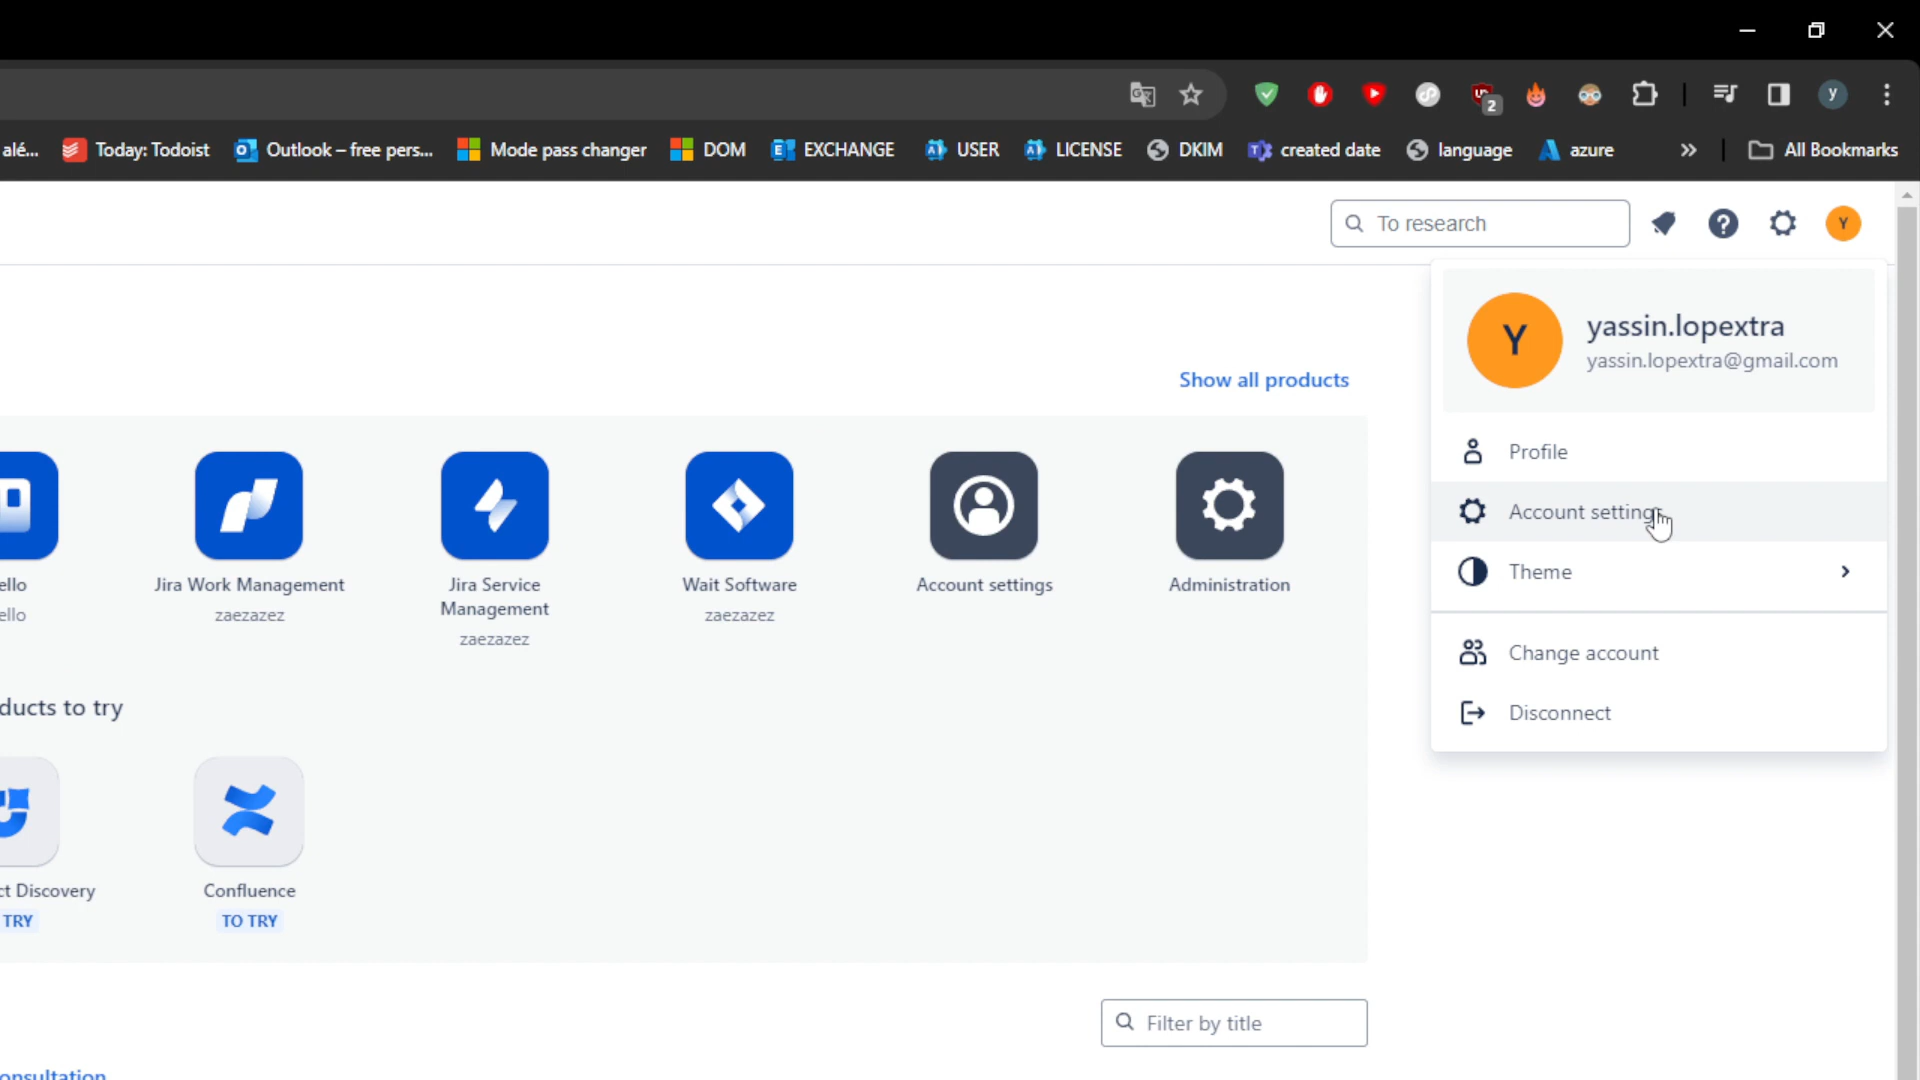 2
y
alé...
Today: Todoist
Outlook – free pers...
Mode pass changer
DOM
EXCHANGE
USER
LICENSE
DKIM
created date
language
azure
»
All Bookmarks
To research
Y
Y
yassin.lopextra
yassin.lopextra@gmail.com
Show all products
Profile
Account settings
Theme
Change account
Disconnect
ello
ello
Jira Work Management
zaezazez
Jira Service
Management
zaezazez
Wait Software
zaezazez
Account settings
Administration
ducts to try
ct Discovery
TRY
Confluence
TO TRY
Filter by title
onsultation